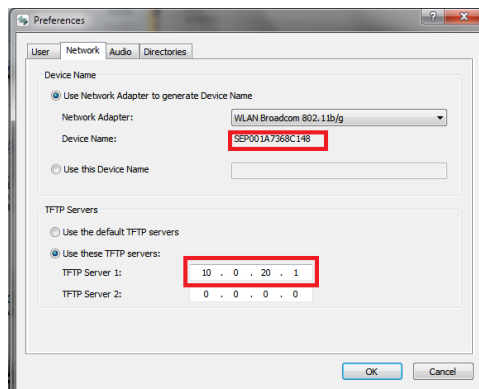 Preferences
User Network Audio Directories
Device Name
Use Network Adapter to generate Device Name
Network Adapter: WLAN Broadcom 802.11b/g
Device Name: SEP001A7368C148
Use this Device Name
TFTP Servers
Use the default TFTP servers
Use these TFTP servers:
TFTP Server 1: 10 . 0 . 20 . 1
TFTP Server 2: 0 . 0 . 0 . 0
OK Cancel